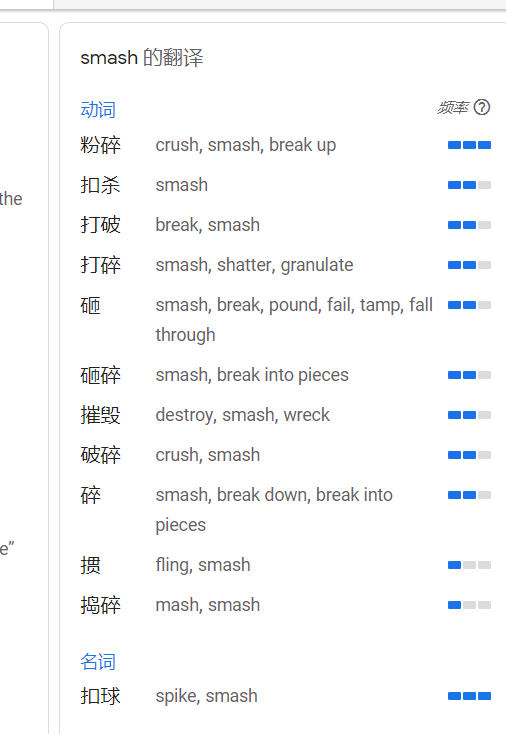 smash 的翻译
动词 频率
粉碎 crush, smash, break up
扣杀 smash
the
打破 break, smash
打碎 smash, shatter, granulate
砸 smash, break, pound, fail, tamp, fall
through
砸碎 smash, break into pieces
摧毁 destroy, smash, wreck
破碎 crush, smash
碎 smash, break down, break into
pieces
e”
掼 fling, smash
捣碎 mash, smash
名词
扣球 spike, smash